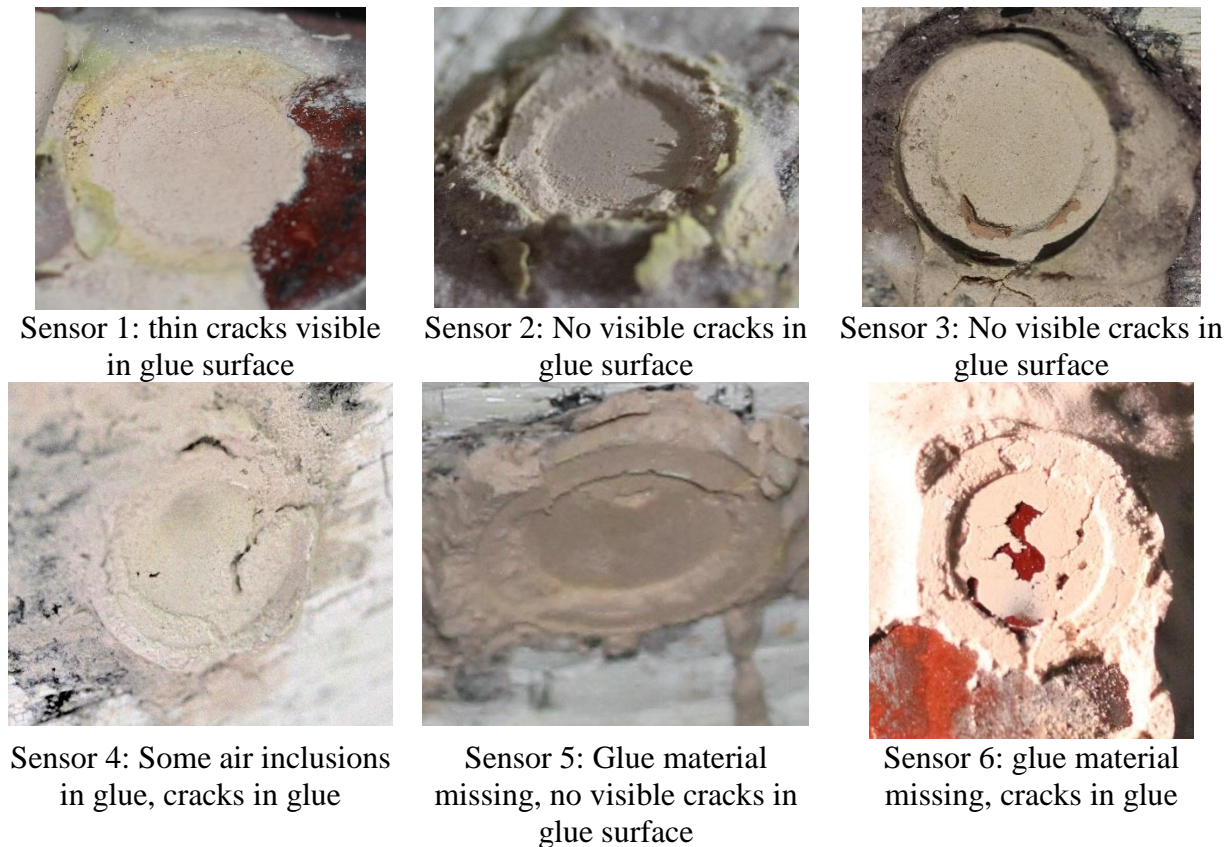 Sensor 1: thin cracks visible
in glue surface
Sensor 2: No visible cracks in
glue surface
Sensor 3: No visible cracks in
glue surface
Sensor 4: Some air inclusions
in glue, cracks in glue
Sensor 5: Glue material
missing, no visible cracks in
glue surface
Sensor 6: glue material
missing, cracks in glue